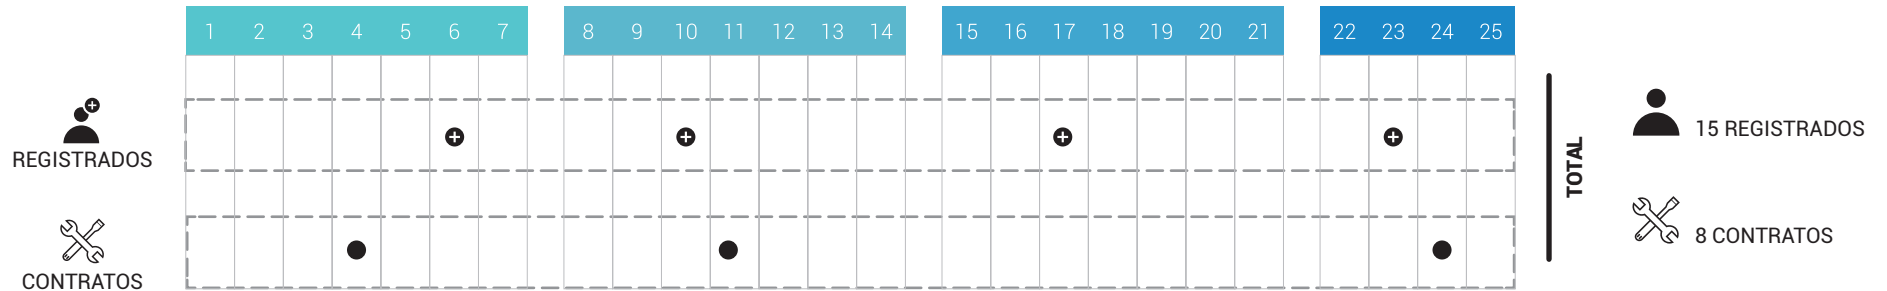 1 2 3 4 5 6 7 8 9 10 11 12 13 14 15 16 17 18 19 20 21 22 23 24 25
REGISTRADOS
CONTRATOS
TOTAL
15 REGISTRADOS
8 CONTRATOS